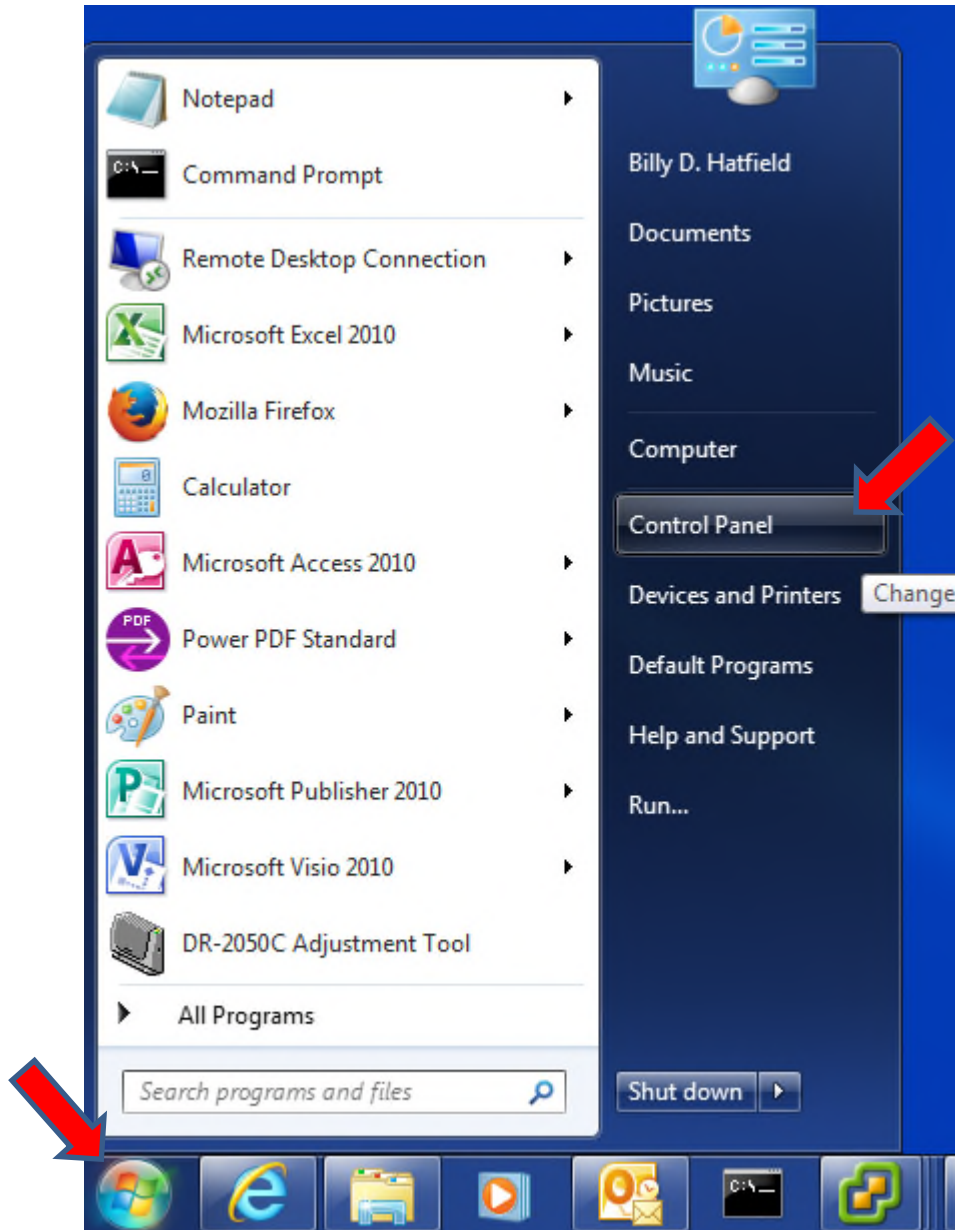 Notepad
Command Prompt
Remote Desktop Connection
Microsoft Excel 2010
Mozilla Firefox
Calculator
Microsoft Access 2010
PDF
Power PDF Standard
Paint
Microsoft Publisher 2010
Microsoft Visio 2010
DR-2050C Adjustment Tool
All Programs
Search programs and files
Billy D. Hatfield
Documents
Pictures
Music
Computer
Control Panel
Devices and Printers
Change
Default Programs
Help and Support
Run...
Shut down
C:\_